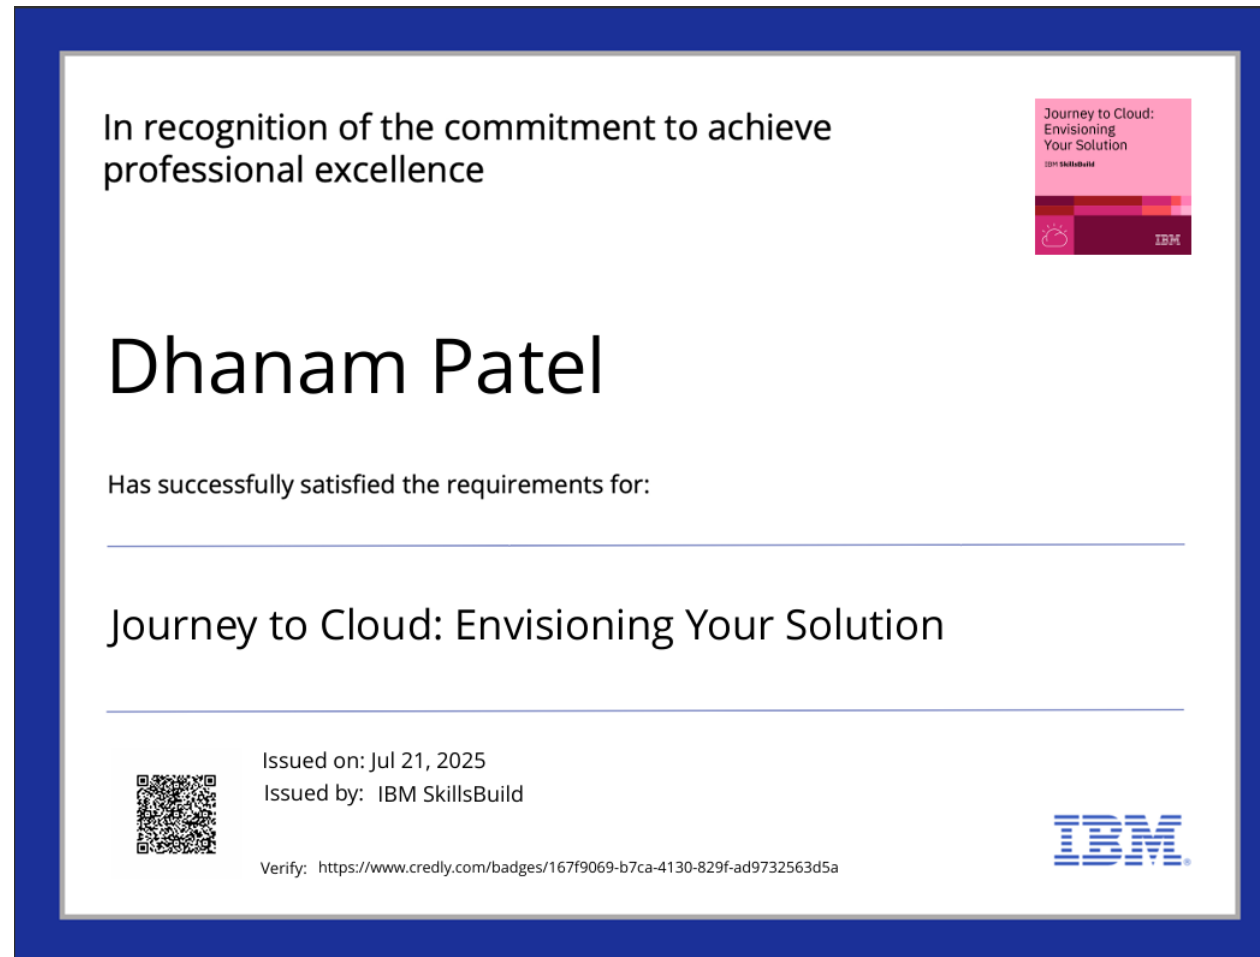 In recognition of the commitment to achieve
professional excellence
Journey to Cloud:
Envisioning
Your Solution
IBM SkillsBuild
IBM
Dhanam Patel
Has successfully satisfied the requirements for:
Journey to Cloud: Envisioning Your Solution
Issued on: Jul 21, 2025
Issued by: IBM SkillsBuild
Verify: https://www.credly.com/badges/167f9069-b7ca-4130-829f-ad9732563d5a
IBM®